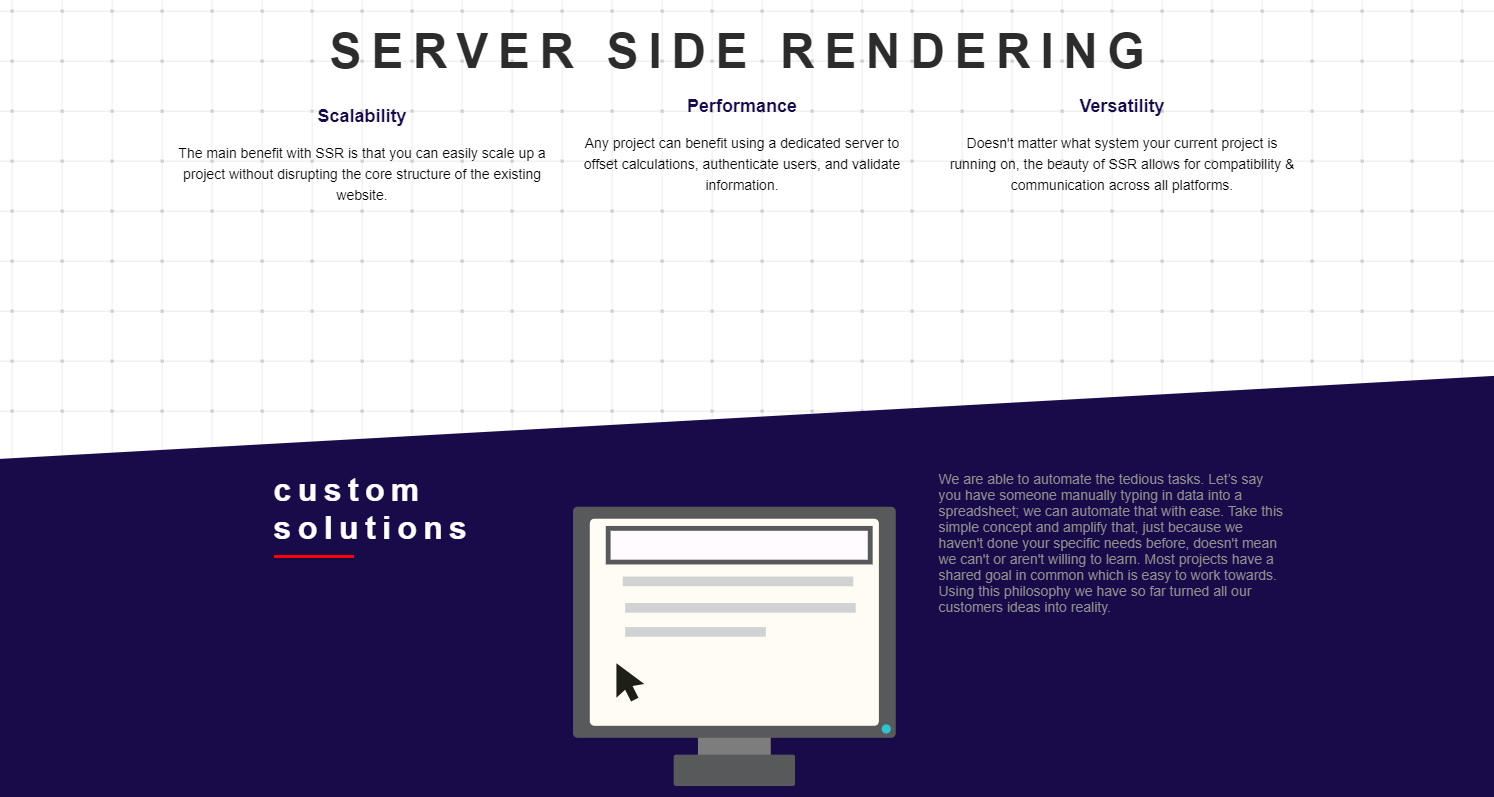 SERVER SIDE RENDERING
Scalability
The main benefit with SSR is that you can easily scale up a
project without disrupting the core structure of the existing
website.
Performance
Any project can benefit using a dedicated server to
offset calculations, authenticate users, and validate
information.
Versatility
Doesn't matter what system your current project is
running on, the beauty of SSR allows for compatibility &
communication across all platforms.
custom
solutions
We are able to automate the tedious tasks. Let’s say
you have someone manually typing in data into a
spreadsheet; we can automate that with ease. Take this
simple concept and amplify that, just because we
haven't done your specific needs before, doesn't mean
we can't or aren't willing to learn. Most projects have a
shared goal in common which is easy to work towards.
Using this philosophy we have so far turned all our
customers ideas into reality.